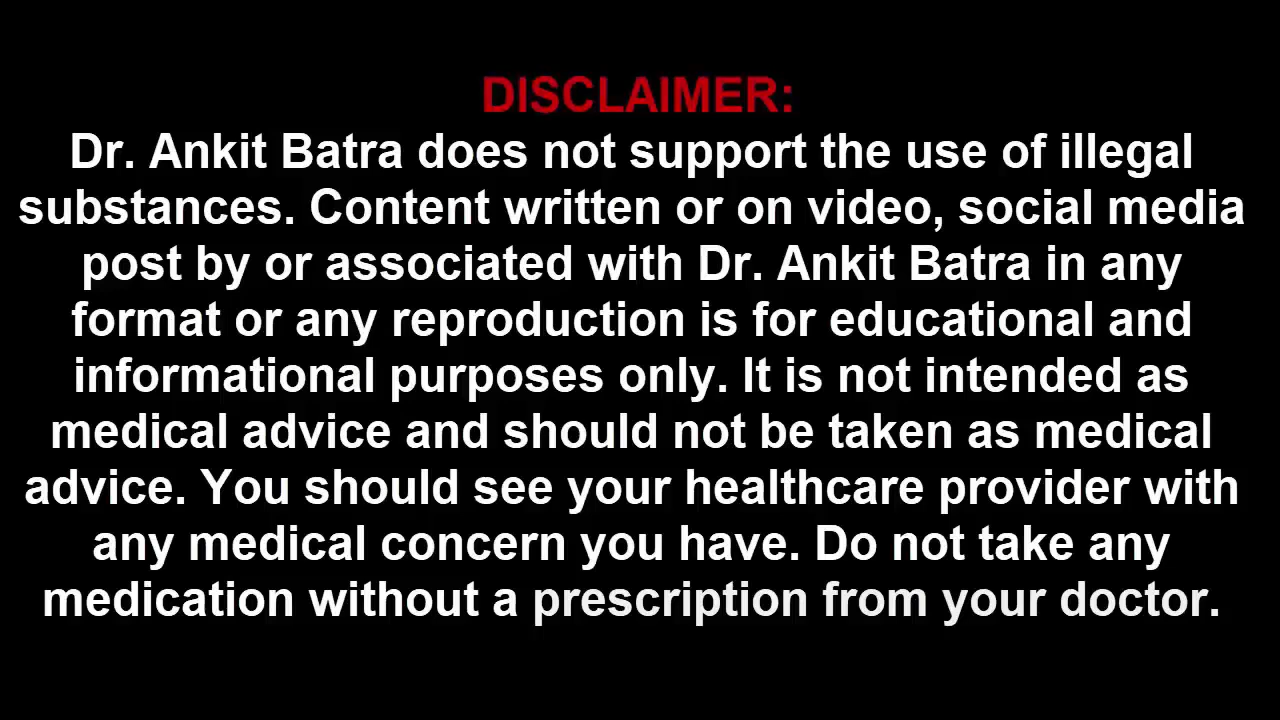 DISCLAIMER:
Dr. Ankit Batra does not support the use of illegal
substances. Content written or on video, social media
post by or associated with Dr. Ankit Batra in any
format or any reproduction is for educational and
informational purposes only. It is not intended as
medical advice and should not be taken as medical
advice. You should see your healthcare provider with
any medical concern you have. Do not take any
medication without a prescription from your doctor.